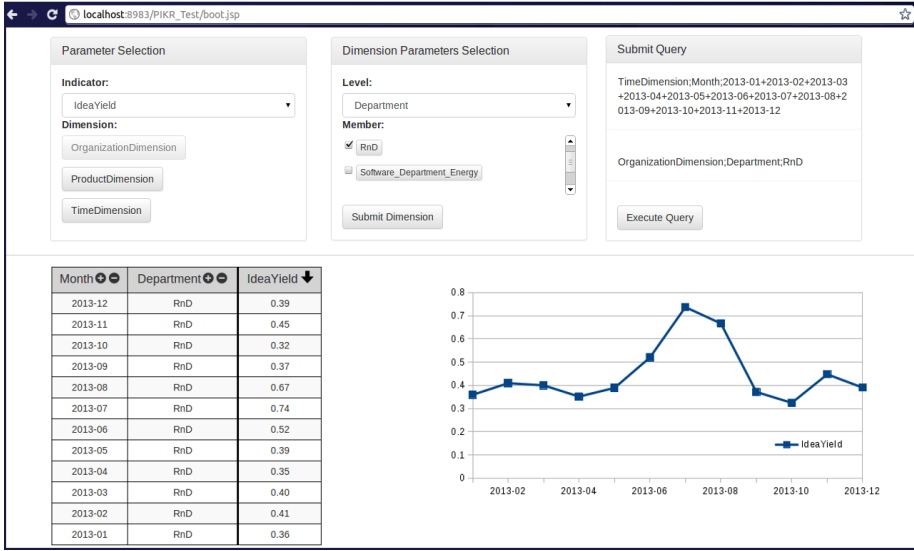 localhost:8983/PIKR_Test/boot.jsp
Parameter Selection
Indicator:
IdeaYield
Dimension:
OrganizationDimension
ProductDimension
TimeDimension
Dimension Parameters Selection
Level:
Department
Member:
RnD
Software_Department_Energy
Submit Dimension
Submit Query
TimeDimension;Month;2013-01+2013-02+2013-03
+2013-04+2013-05+2013-06+2013-07+2013-08+2
013-09+2013-10+2013-11+2013-12
OrganizationDimension;Department;RnD
Execute Query
Month Department IdeaYield
2013-12 RnD 0.39
2013-11 RnD 0.45
2013-10 RnD 0.32
2013-09 RnD 0.37
2013-08 RnD 0.67
2013-07 RnD 0.74
2013-06 RnD 0.52
2013-05 RnD 0.39
2013-04 RnD 0.35
2013-03 RnD 0.40
2013-02 RnD 0.41
2013-01 RnD 0.36
0.8
0.7
0.6
0.5
0.4
0.3
0.2
0.1
0
IdeaYield
2013-02 2013-04 2013-06 2013-08 2013-10 2013-12